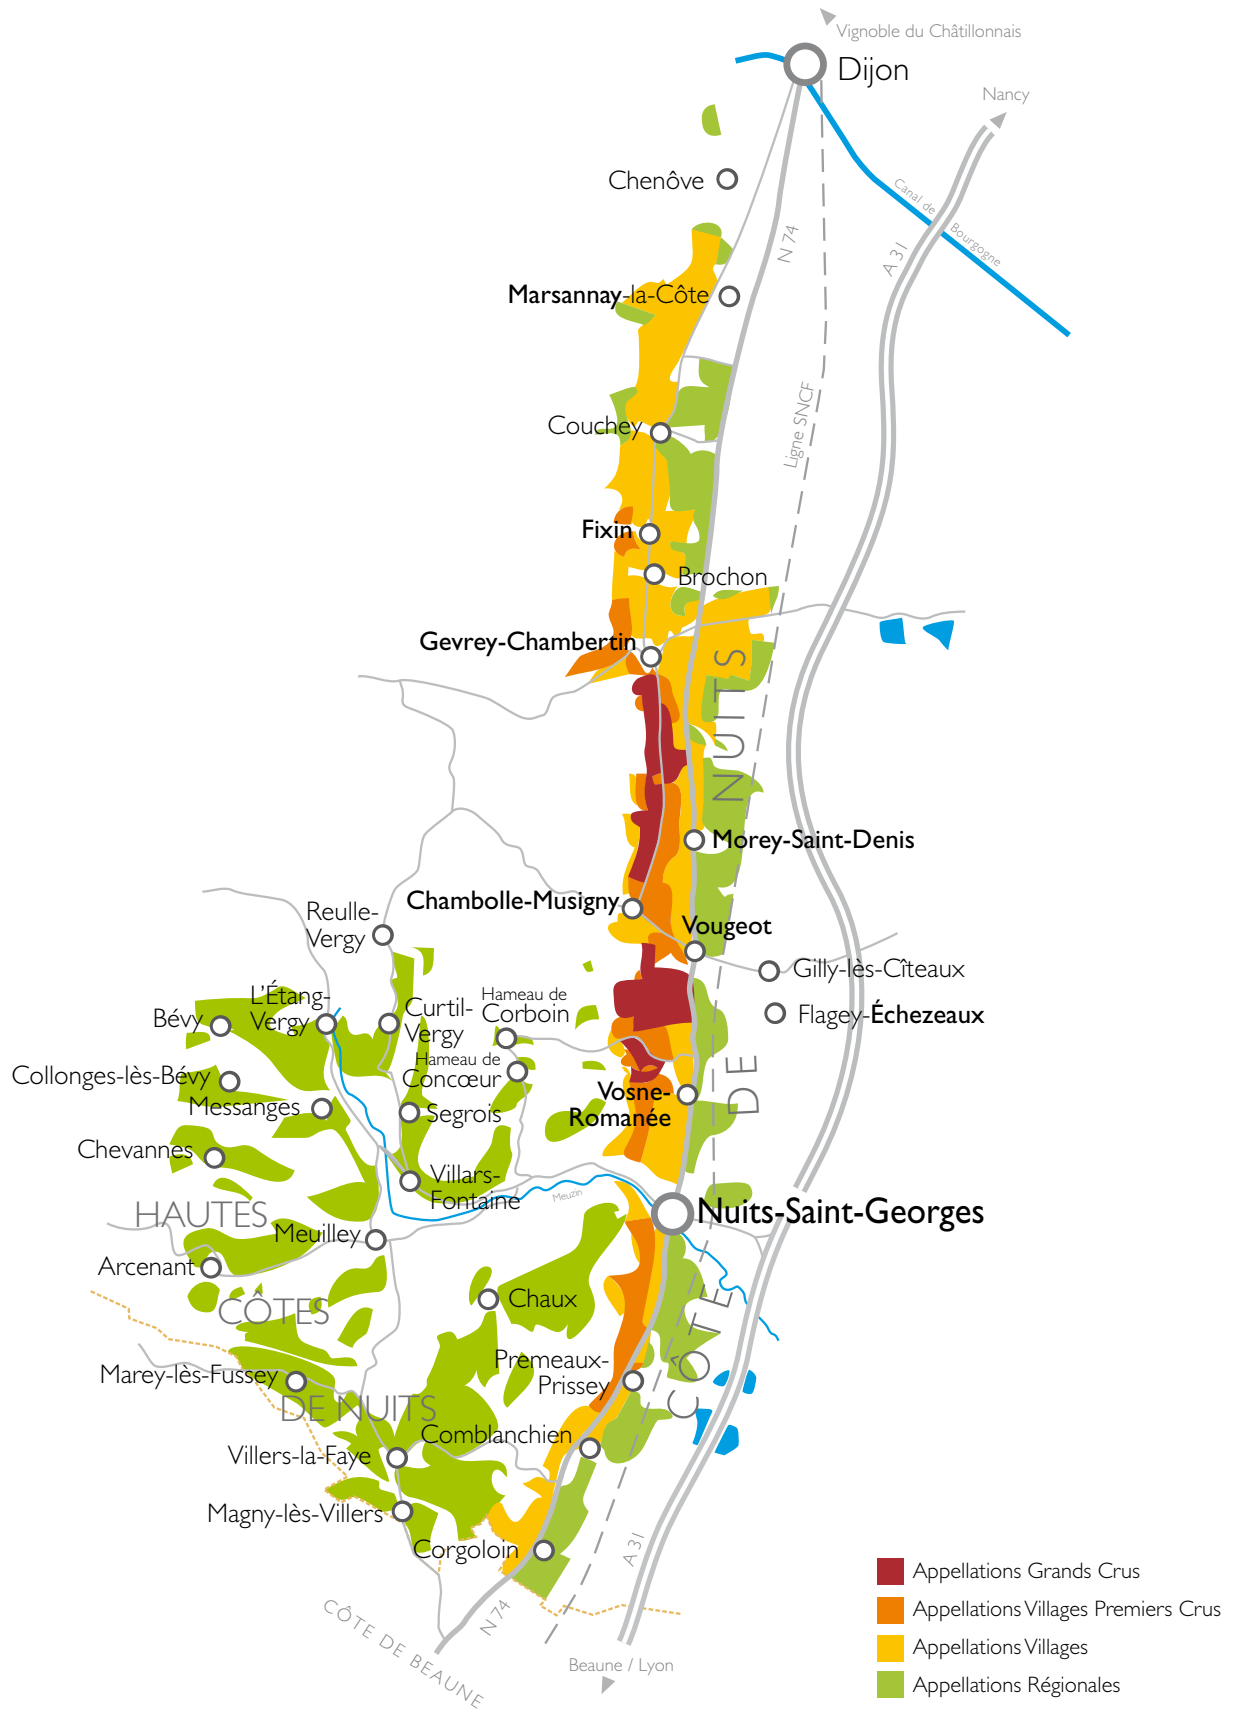 Vignoble du Châtillonnais
Dijon
Nancy
Chenôve
Canal de
Bourgogne
N 74
A 31
Marsannay-la-Côte
Ligne SNCF
Couchey
Fixin
Brochon
Gevrey-Chambertin
Morey-Saint-Denis
Chambolle-Musigny
Vougeot
Reulle-
Vergy
Gilly-lès-Cîteaux
Flagey-Échezeaux
L'Étang-
Vergy
Bévy
Curtil-
Vergy
Hameau de
Corboin
Hameau de
Concœur
Collonges-lès-Bévy
Messanges
Segrois
Vosne-
Romanée
Chevannes
Villars-
Fontaine
Meuzin
Nuits-Saint-Georges
HAUTES
CÔTES
DE NUITS
Meuilley
Arcenant
Chaux
CÔTE
DE
NUITS
Premeaux-
Prissey
Marey-lès-Fussey
Comblanchien
Villers-la-Faye
Magny-lès-Villers
Corgoloin
A 31
N 74
CÔTE DE BEAUNE
Beaune / Lyon
Appellations Grands Crus
Appellations Villages Premiers Crus
Appellations Villages
Appellations Régionales